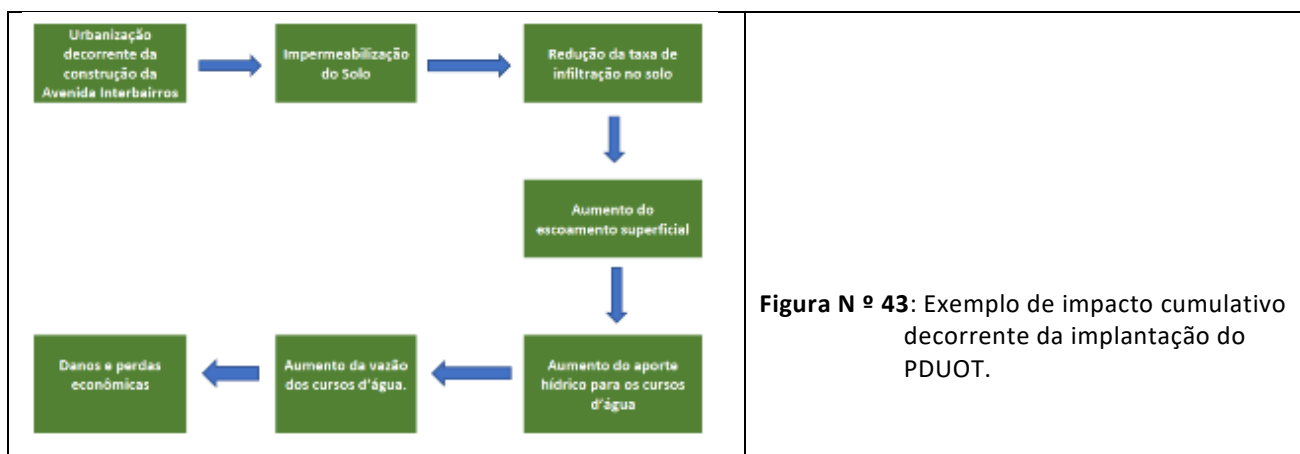 Urbanização
decorrente da
construção da
Avenida Interbairros
Impermeabilização
do Solo
Redução da taxa de
infiltração no solo
Aumento do
escoamento superficial
Aumento do aporte
hídrico para os cursos
d'água
Aumento da vazão
dos cursos d'água.
Danos e perdas
econômicas
Figura N º 43: Exemplo de impacto cumulativo
decorrente da implantação do
PDUOT.